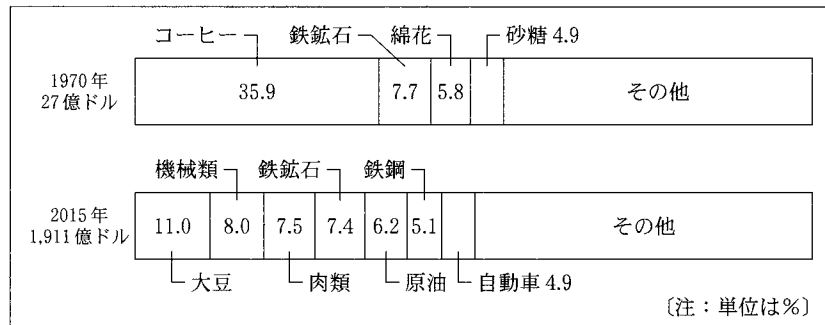 コーヒー 鉄鉱石 綿花 砂糖 4.9
1970年
27億ドル
35.9 7.7 5.8 その他
機械類 鉄鉱石 鉄鋼
2015年
1,911億ドル
11.0 8.0 7.5 7.4 6.2 5.1 その他
大豆 肉類 原油 自動車 4.9
〔注：単位は%〕